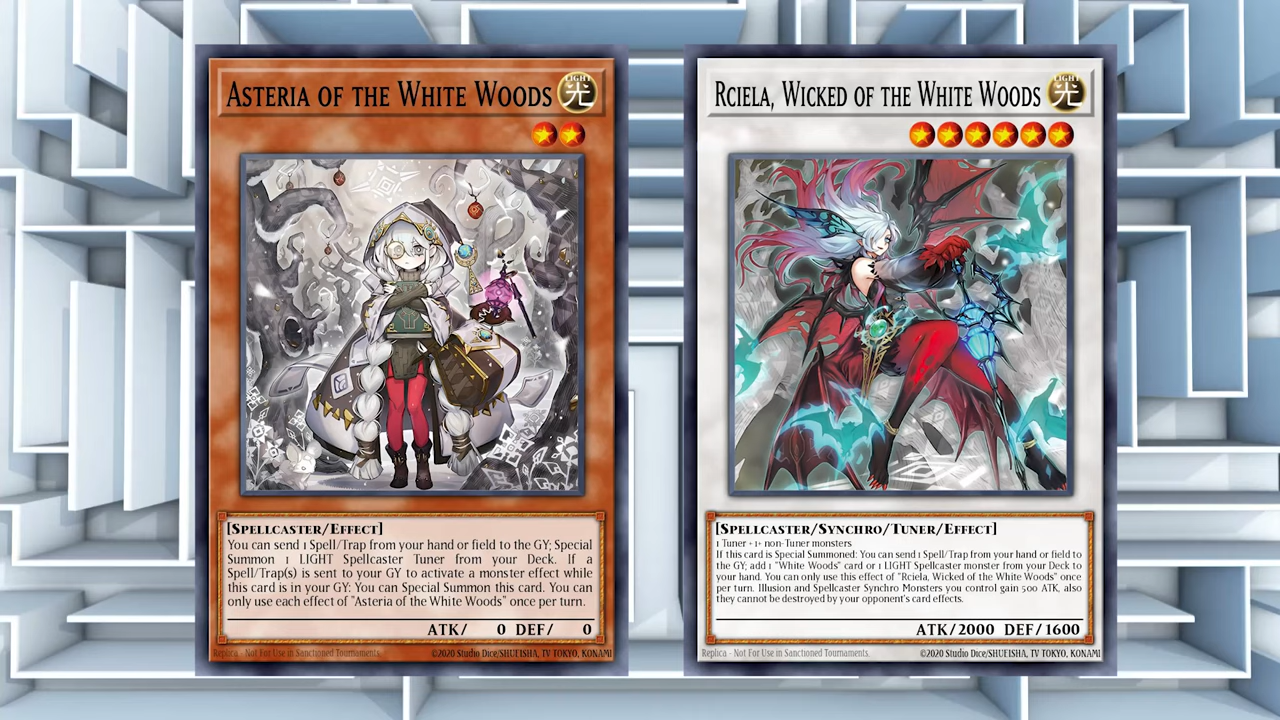 Asteria of the White Woods
LIGHT
光
[Spellcaster/Effect]
You can send 1 Spell/Trap from your hand or field to the GY; Special
Summon 1 LIGHT Spellcaster Tuner from your Deck. If a
Spell/Trap(s) is sent to your GY to activate a monster effect while
this card is in your GY: You can Special Summon this card. You can
only use each effect of "Asteria of the White Woods" once per turn.
ATK/ 0 DEF/ 0
Replica - Not For Use in Sanctioned Tournaments.
©2020 Studio Dice/SHUEISHA, TV TOKYO, KONAMI
Rciela, Wicked of the White Woods
LIGHT
光
[Spellcaster/Synchro/Tuner/Effect]
1 Tuner + 1+ non-Tuner monsters
If this card is Special Summoned: You can send 1 Spell/Trap from your hand or field to
the GY; add 1 "White Woods" card or 1 LIGHT Spellcaster monster from your Deck to
your hand. You can only use this effect of "Rciela, Wicked of the White Woods" once
per turn. Illusion and Spellcaster Synchro Monsters you control gain 500 ATK, also
they cannot be destroyed by your opponent's card effects.
ATK/2000 DEF/1600
Replica - Not For Use in Sanctioned Tournaments.
©2020 Studio Dice/SHUEISHA, TV TOKYO, KONAMI